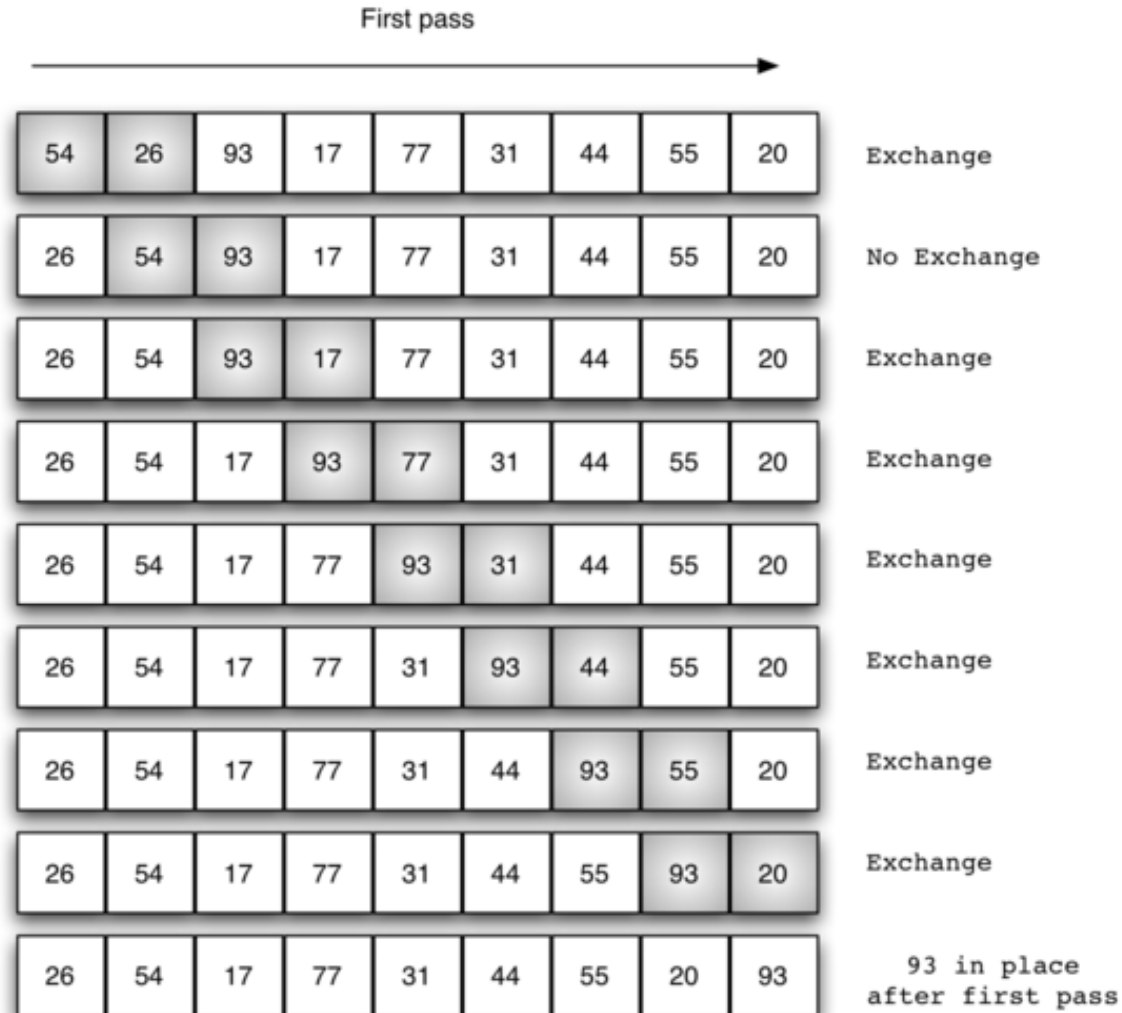 First pass
54 26 93 17 77 31 44 55 20 Exchange
26 54 93 17 77 31 44 55 20 No Exchange
26 54 93 17 77 31 44 55 20 Exchange
26 54 17 93 77 31 44 55 20 Exchange
26 54 17 77 93 31 44 55 20 Exchange
26 54 17 77 31 93 44 55 20 Exchange
26 54 17 77 31 44 93 55 20 Exchange
26 54 17 77 31 44 55 93 20 Exchange
26 54 17 77 31 44 55 20 93 93 in place
after first pass